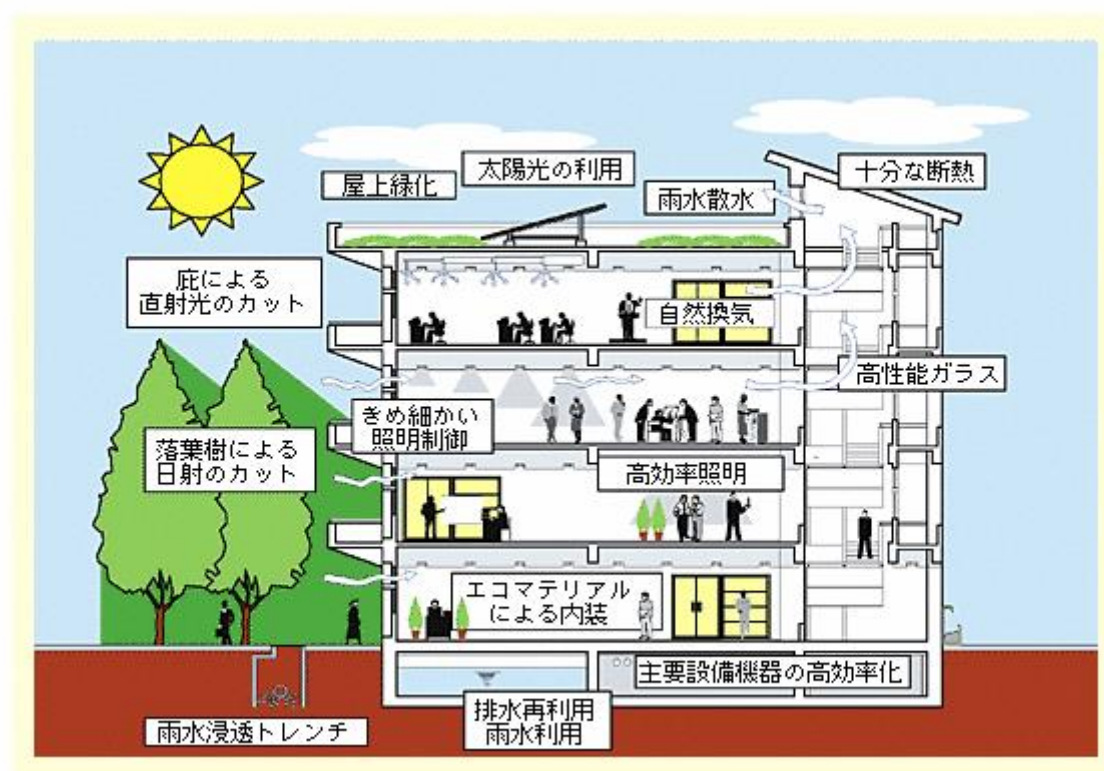 太陽光の利用
屋上緑化
雨水散水
十分な断熱
庇による
直射光のカット
自然換気
高性能ガラス
きめ細かい
照明制御
落葉樹による
日射のカット
高効率照明
エコマテリアル
による内装
主要設備機器の高効率化
排水再利用
雨水利用
雨水浸透トレンチ